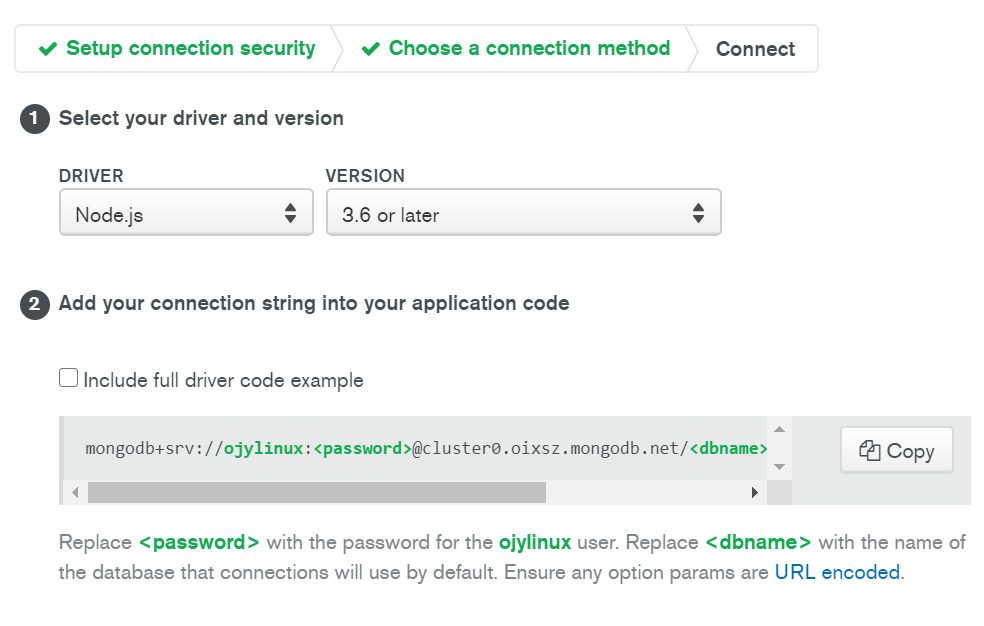 Setup connection security Choose a connection method Connect
1 Select your driver and version
DRIVER VERSION
Node.js 3.6 or later
2 Add your connection string into your application code
Include full driver code example
mongodb+srv://ojylinux:<password>@cluster0.oixsz.mongodb.net/<dbname>
Copy
Replace <password> with the password for the ojylinux user. Replace <dbname> with the name of
the database that connections will use by default. Ensure any option params are URL encoded.